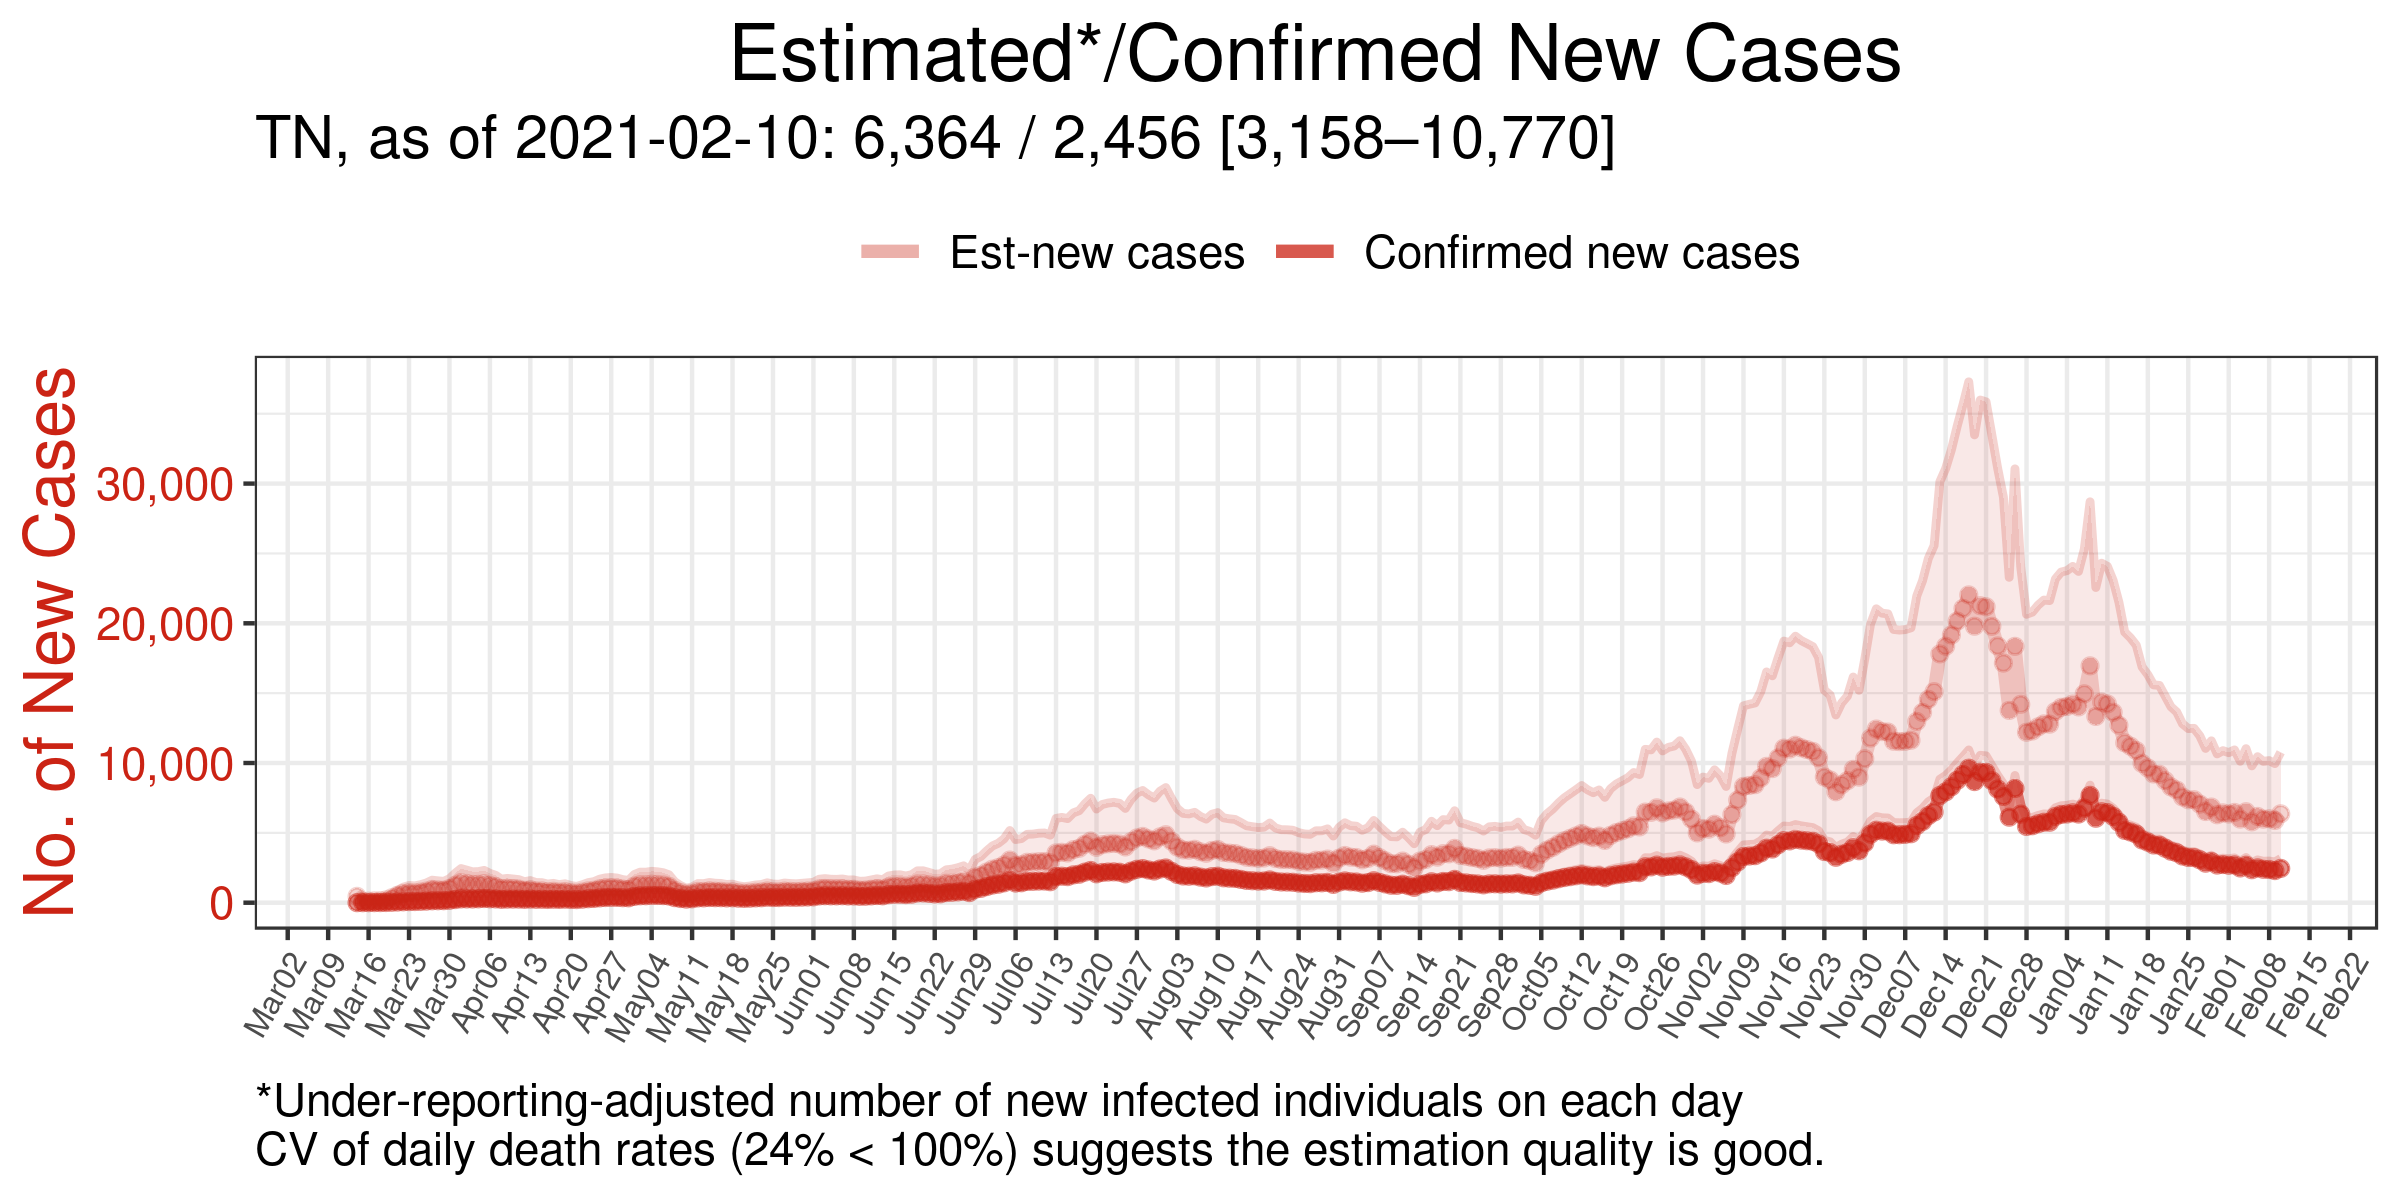 Estimated*/Confirmed New Cases
TN, as of 2021-02-10: 6,364 / 2,456 [3,158–10,770]
Est-new cases
Confirmed new cases
No. of New Cases
30,000
20,000
10,000
0
Mar02
Mar09
Mar16
Mar23
Mar30
Apr06
Apr13
Apr20
Apr27
May04
May11
May18
May25
Jun01
Jun08
Jun15
Jun22
Jun29
Jul06
Jul13
Jul20
Jul27
Aug03
Aug10
Aug17
Aug24
Aug31
Sep07
Sep14
Sep21
Sep28
Oct05
Oct12
Oct19
Oct26
Nov02
Nov09
Nov16
Nov23
Nov30
Dec07
Dec14
Dec21
Dec28
Jan04
Jan11
Jan18
Jan25
Feb01
Feb08
Feb15
Feb22
*Under-reporting-adjusted number of new infected individuals on each day
CV of daily death rates (24% < 100%) suggests the estimation quality is good.